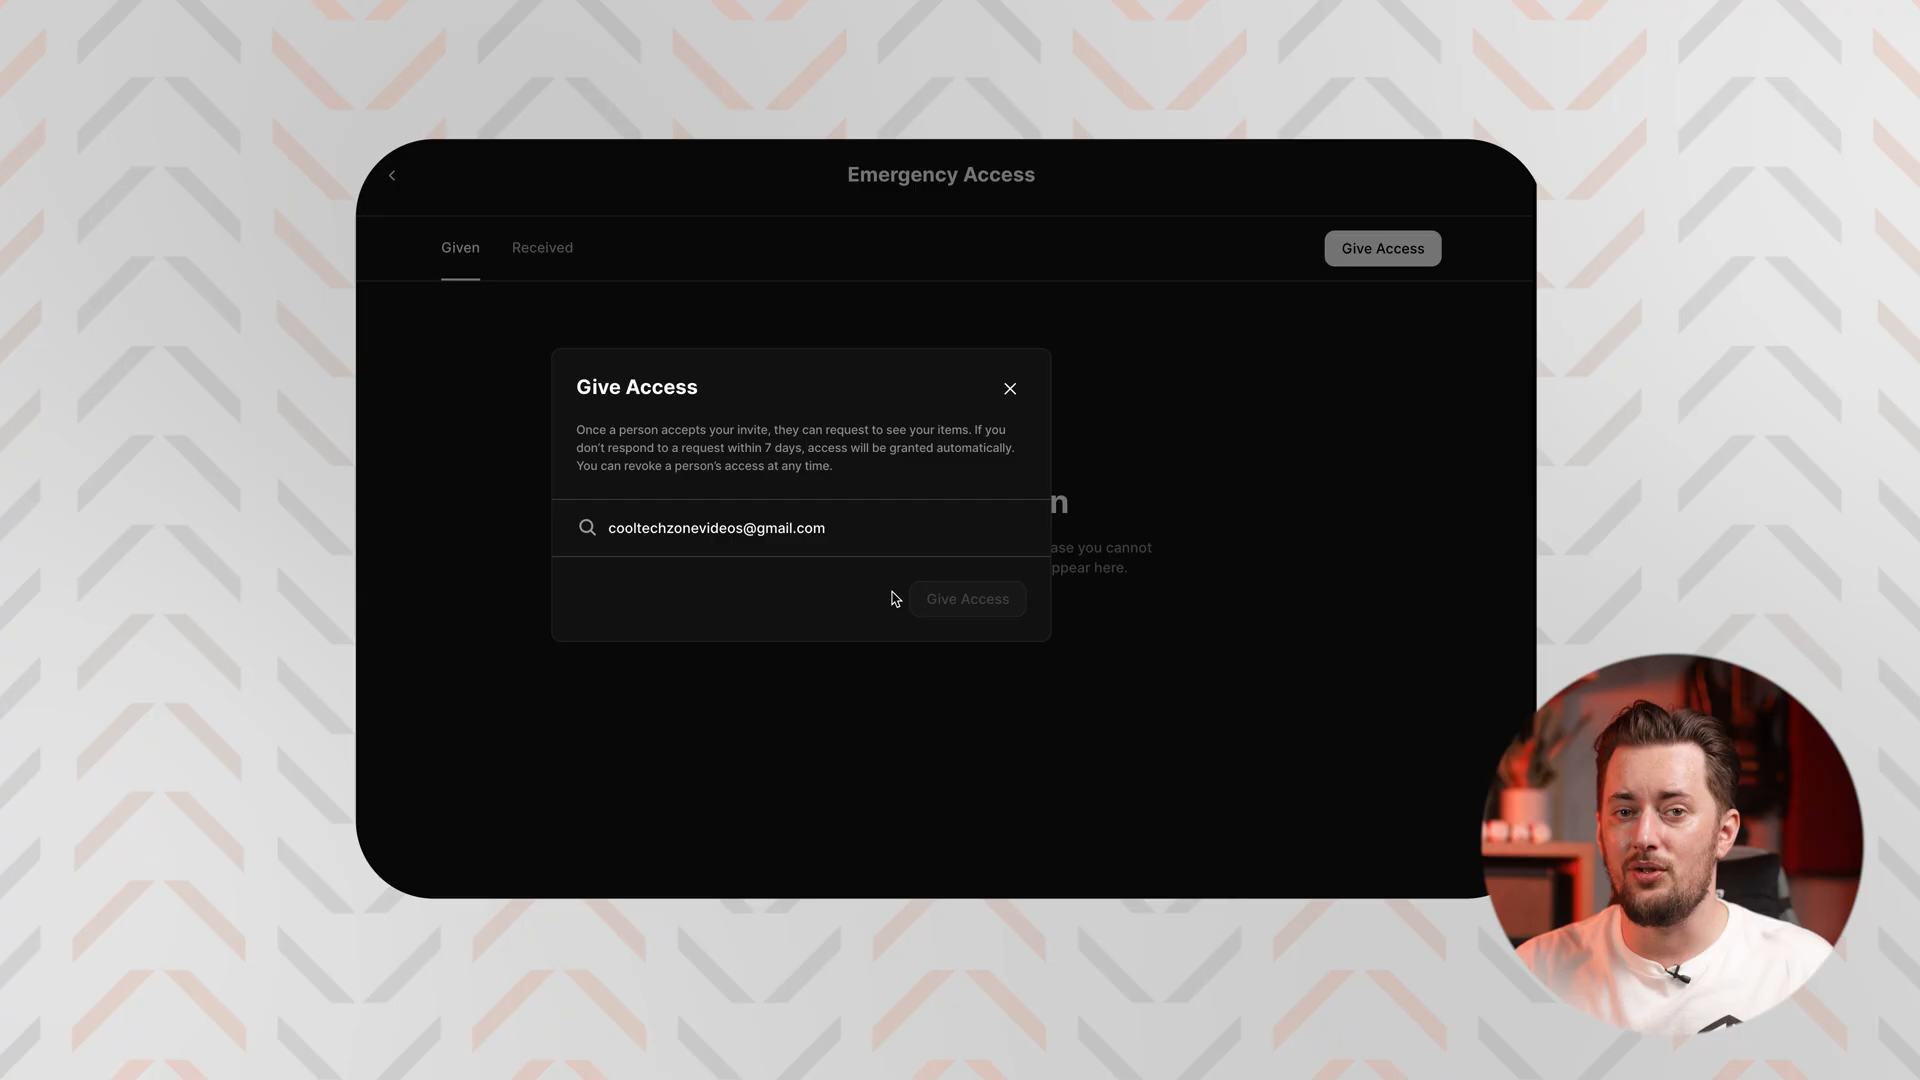 Emergency Access
Given
Received
Give Access
Give Access
Once a person accepts your invite, they can request to see your items. If you
don't respond to a request within 7 days, access will be granted automatically.
You can revoke a person's access at any time.
n
cooltechzonevideos@gmail.com
ase you cannot
ppear here.
Give Access